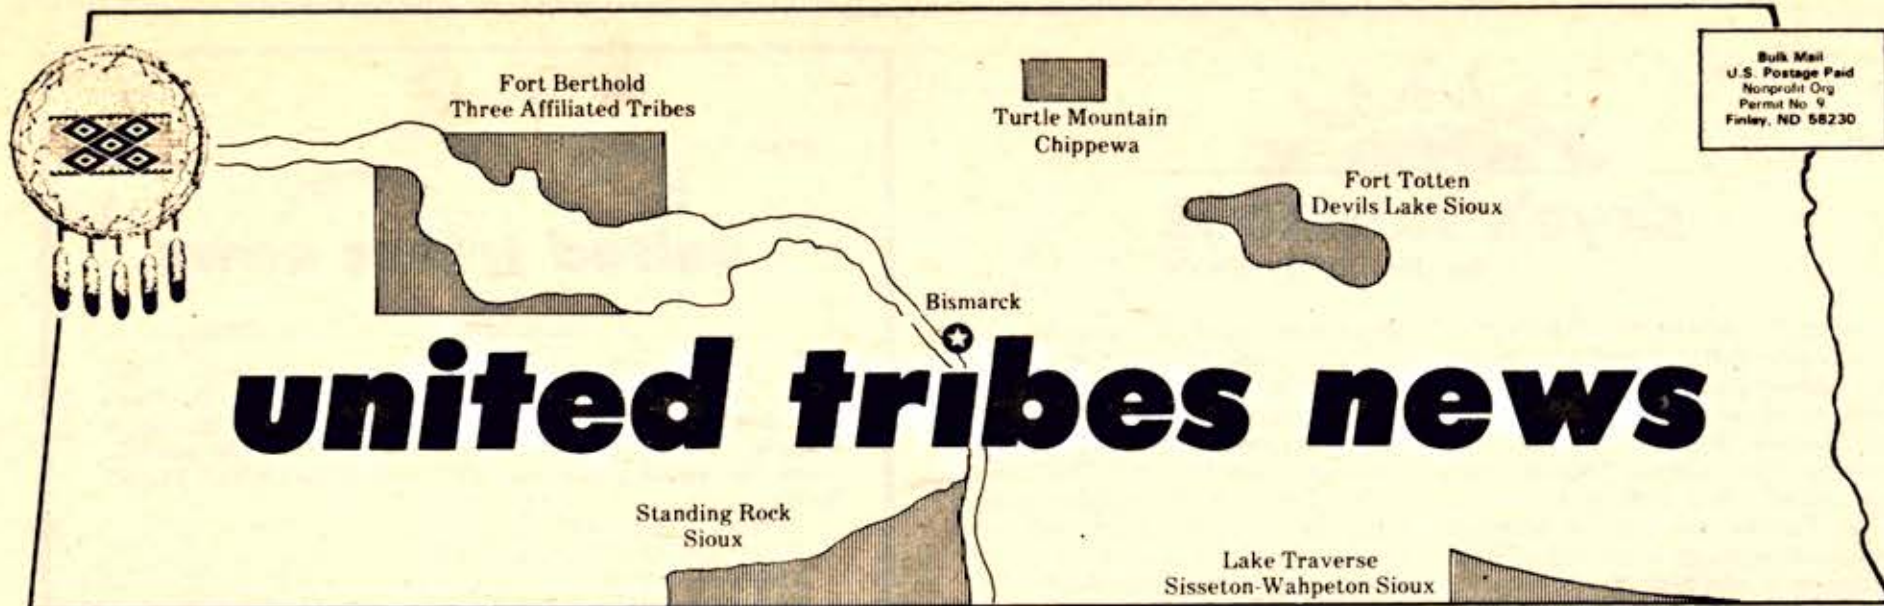 Fort Berthold
Three Affiliated Tribes
Turtle Mountain
Chippewa
Bulk Mail
U.S. Postage Paid
Nonprofit Org
Permit No 9
Finley, ND 58230
Fort Totten
Devils Lake Sioux
Bismarck
united tribes news
Standing Rock
Sioux
Lake Traverse
Sisseton-Wahpeton Sioux